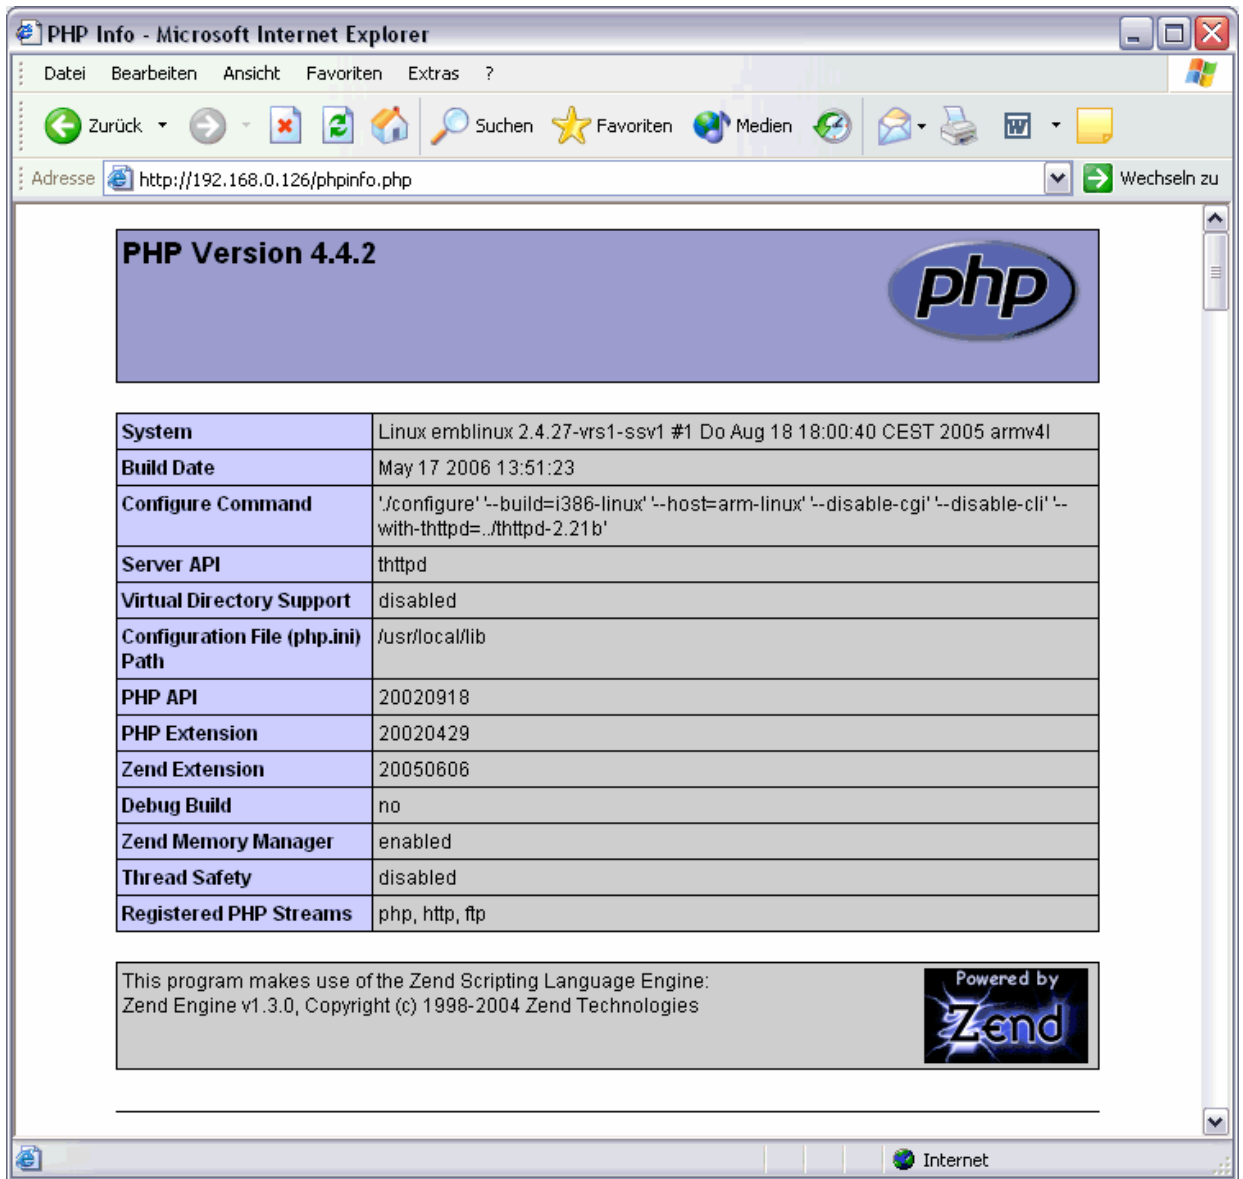 PHP Info - Microsoft Internet Explorer
Datei Bearbeiten Ansicht Favoriten Extras ?
Zurück Suchen Favoriten Medien
Adresse http://192.168.0.126/phpinfo.php Wechseln zu
PHP Version 4.4.2
php
System Linux emblinux 2.4.27-vrs1-ssv1 #1 Do Aug 18 18:00:40 CEST 2005 armv4l
Build Date May 17 2006 13:51:23
Configure Command './configure' '--build=i386-linux' '--host=arm-linux' '--disable-cgi' '--disable-cli' '--
with-thttpd=../thttpd-2.21b'
Server API thttpd
Virtual Directory Support disabled
Configuration File (php.ini) /usr/local/lib
Path
PHP API 20020918
PHP Extension 20020429
Zend Extension 20050606
Debug Build no
Zend Memory Manager enabled
Thread Safety disabled
Registered PHP Streams php, http, ftp
This program makes use of the Zend Scripting Language Engine:
Zend Engine v1.3.0, Copyright (c) 1998-2004 Zend Technologies
Powered by
Zend
Internet